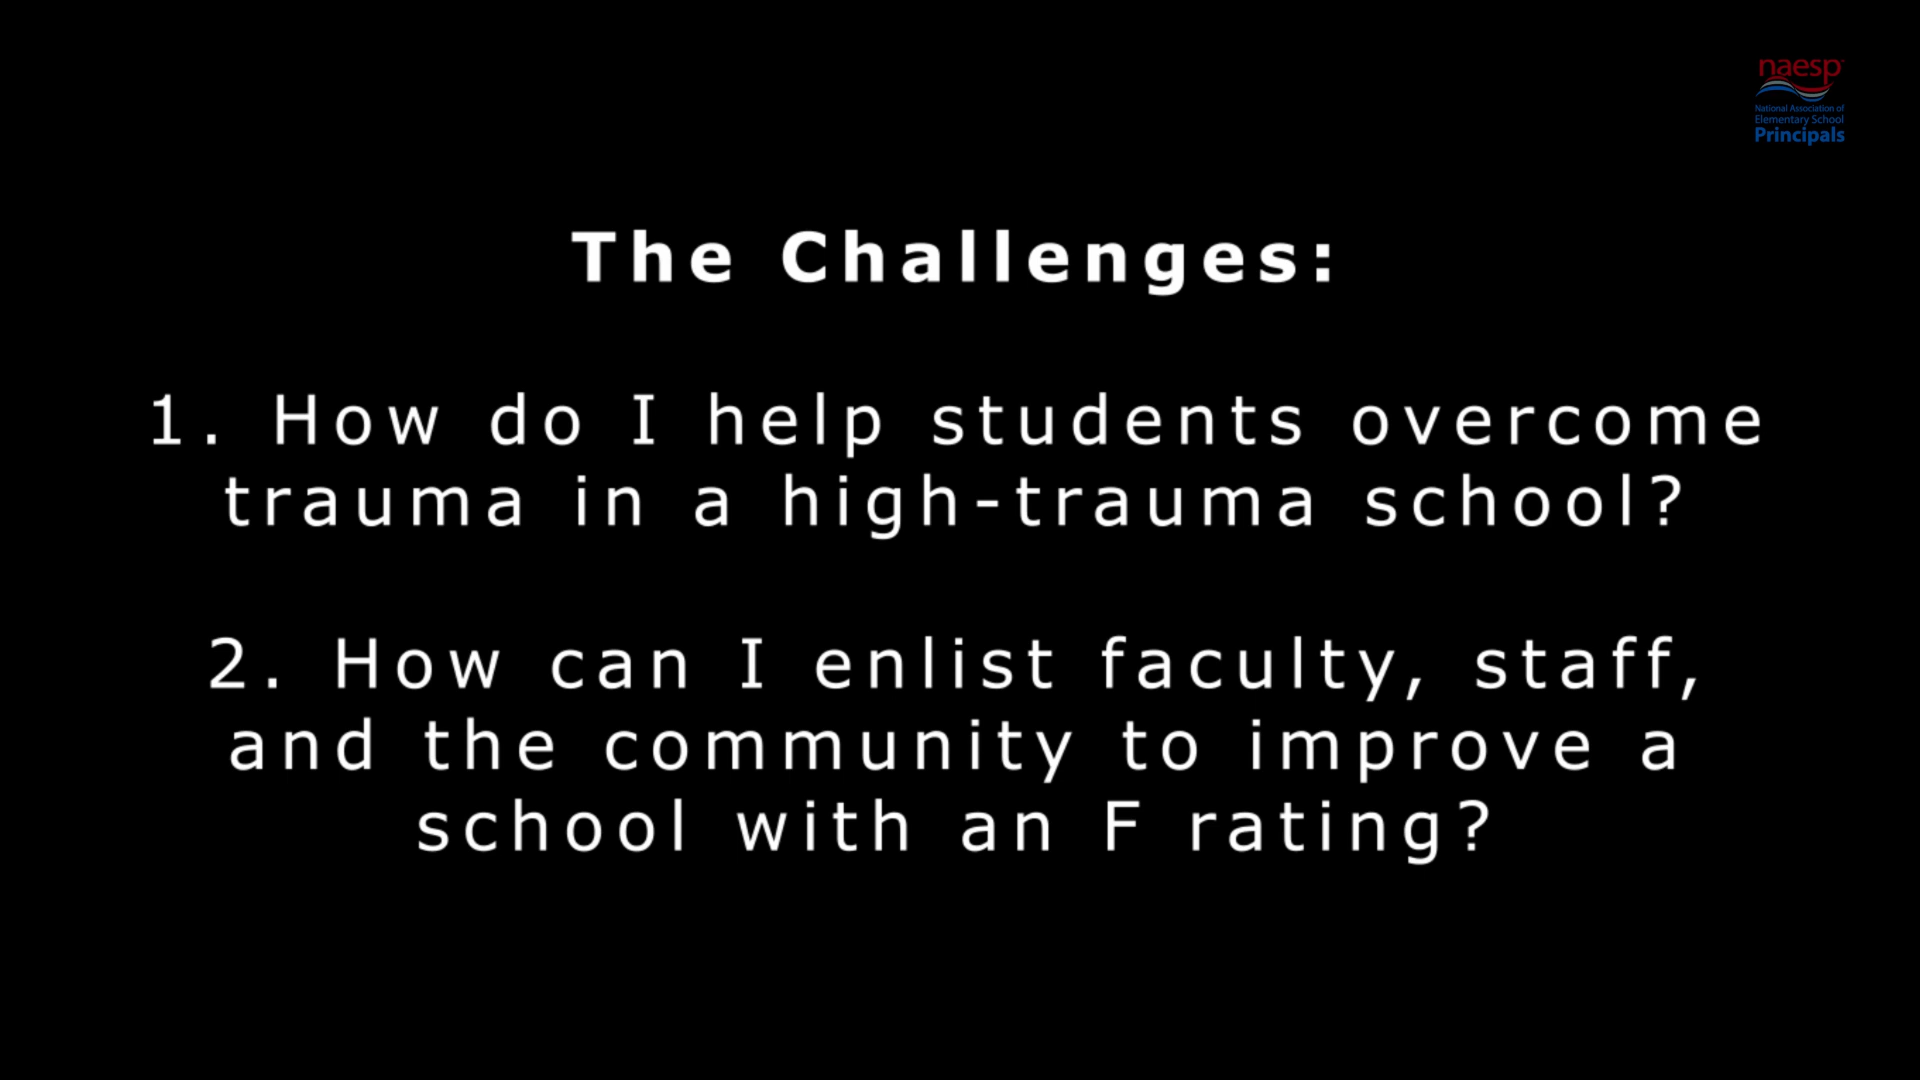 naesp
National Association of
Elementary School
Principals
The Challenges:
1. How do I help students overcome
trauma in a high-trauma school?
2. How can I enlist faculty, staff,
and the community to improve a
school with an F rating?